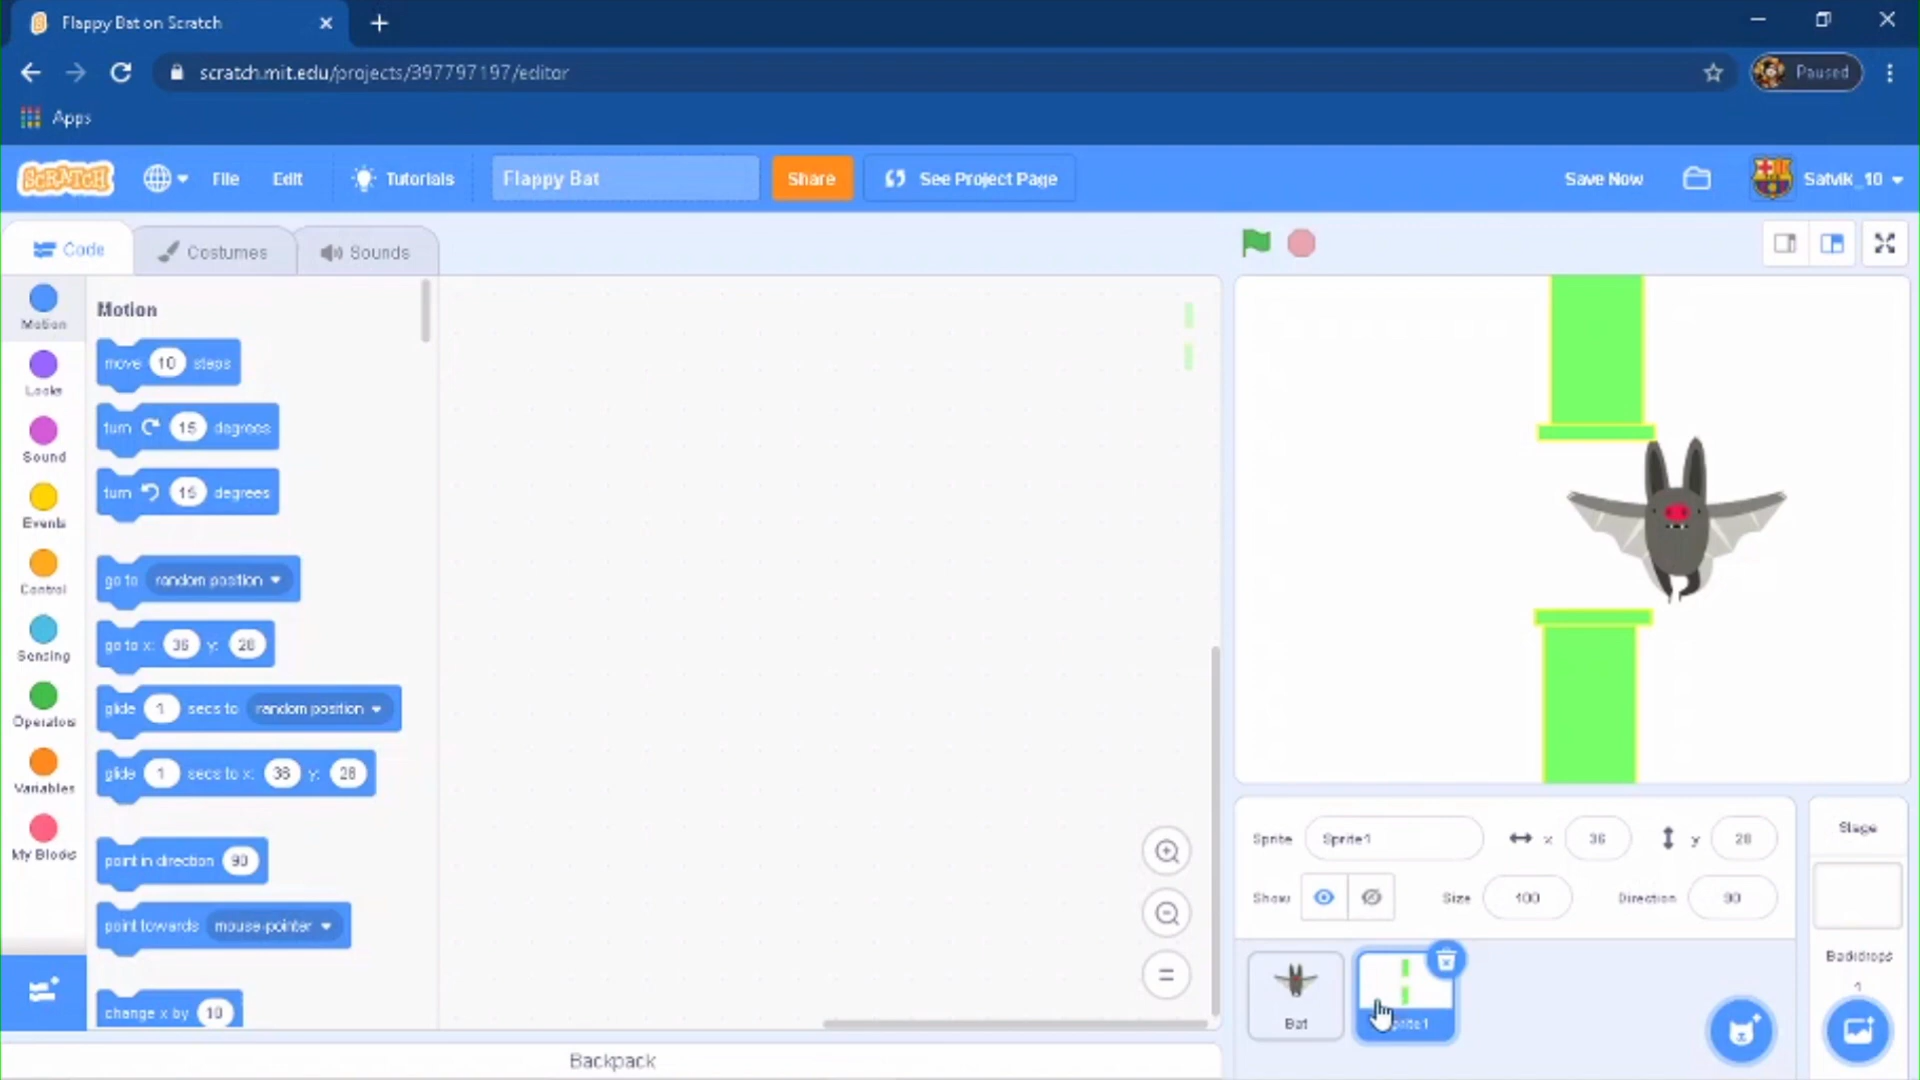 Flappy Bat on Scratch
scratch.mit.edu/projects/397797197/editor
Paused
Apps
SCRATCH
File
Edit
Tutorials
Flappy Bat
Share
See Project Page
Save Now
Satvik_10
Code
Costumes
Sounds
Motion
Looks
Sound
Events
Control
Sensing
Operators
Variables
My Blocks
Motion
move 10 steps
turn 15 degrees
turn 15 degrees
go to random position
go to x: 36 y: 28
glide 1 secs to random position
glide 1 secs to x: 36 y: 28
point in direction 90
point towards mouse-pointer
change x by 10
Backpack
Sprite Sprite1 x 36 y 28
Show Size 100 Direction 90
Bat
Stage
Backdrops
1